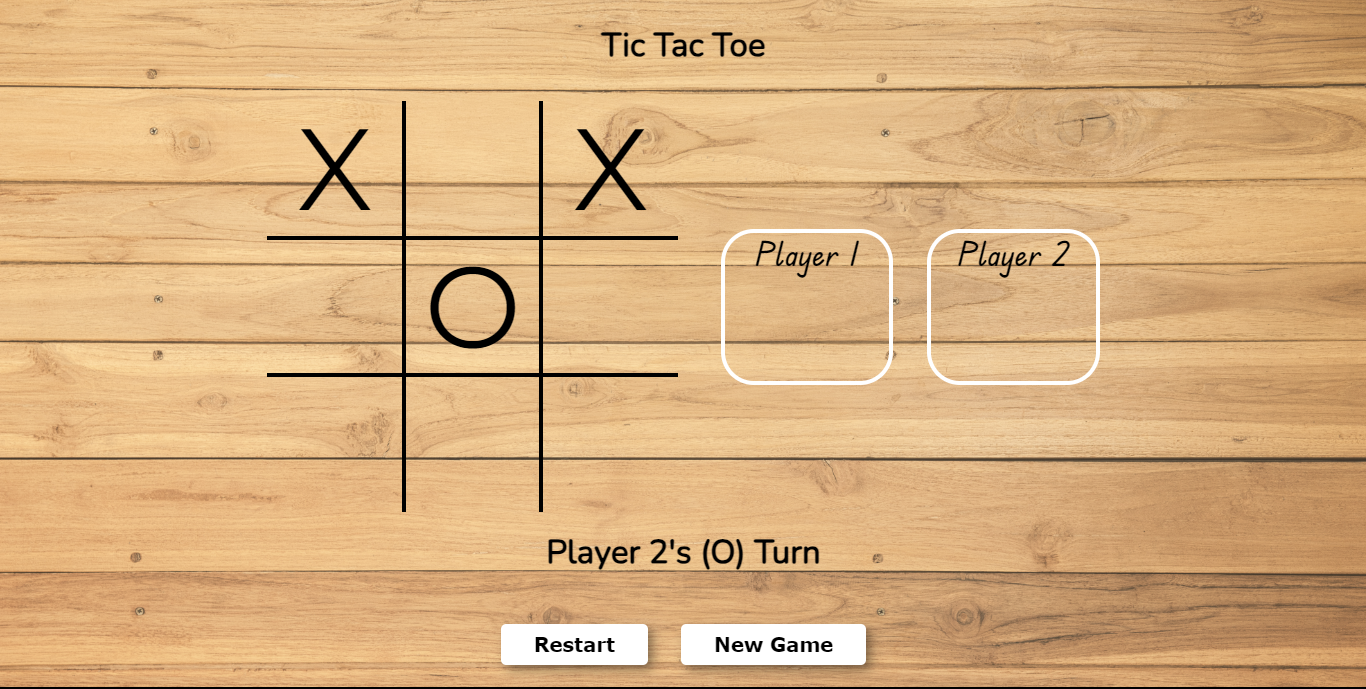 Tic Tac Toe
X X
O
Player 1
Player 2
Player 2's (O) Turn
Restart
New Game